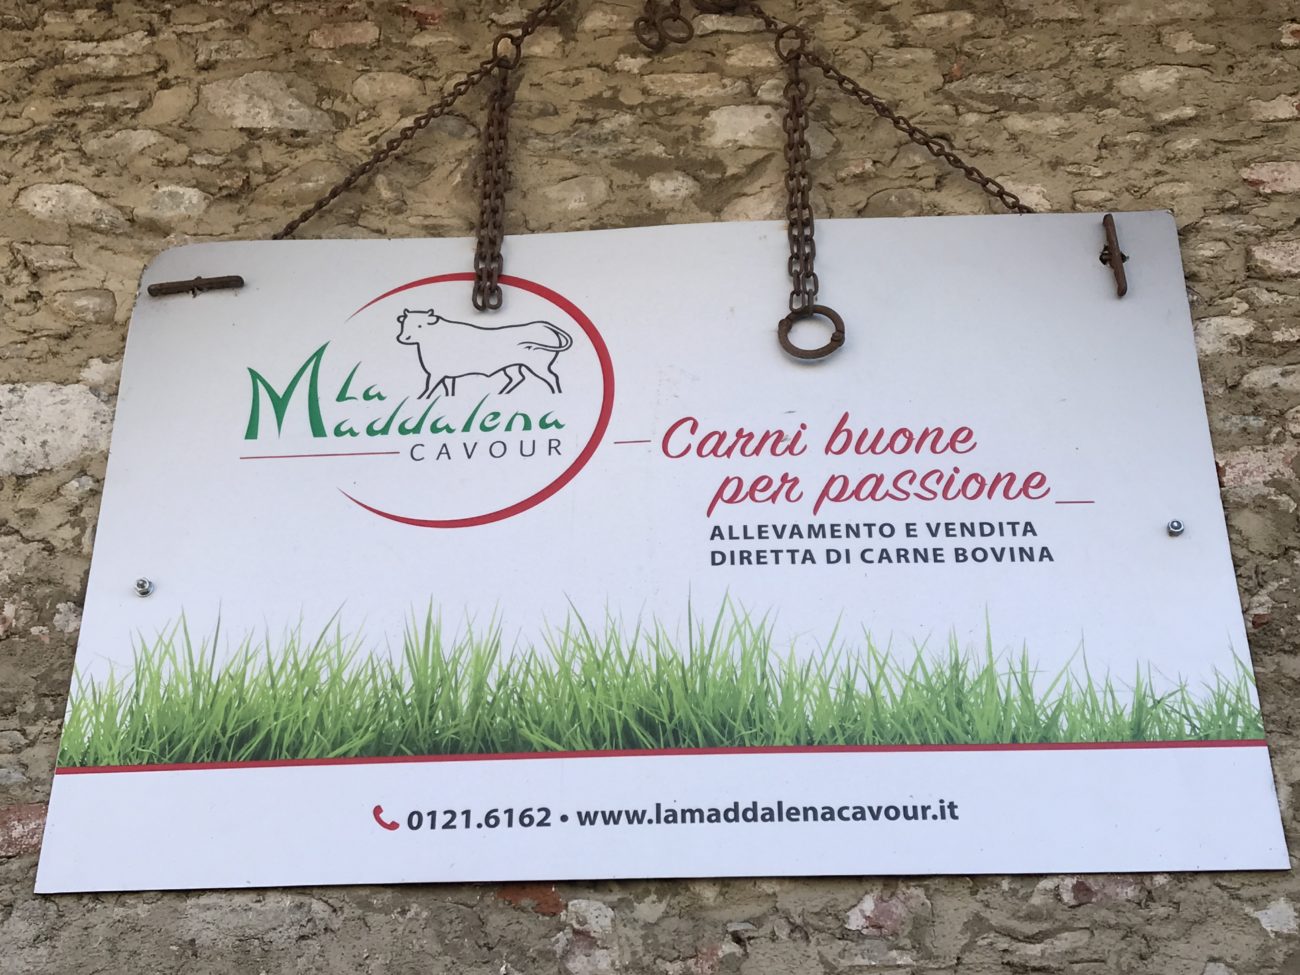 La
Maddalena
CAVOUR
Carni buone
per passione
ALLEVAMENTO E VENDITA
DIRETTA DI CARNE BOVINA
0121.6162 • www.lamaddalenacavour.it